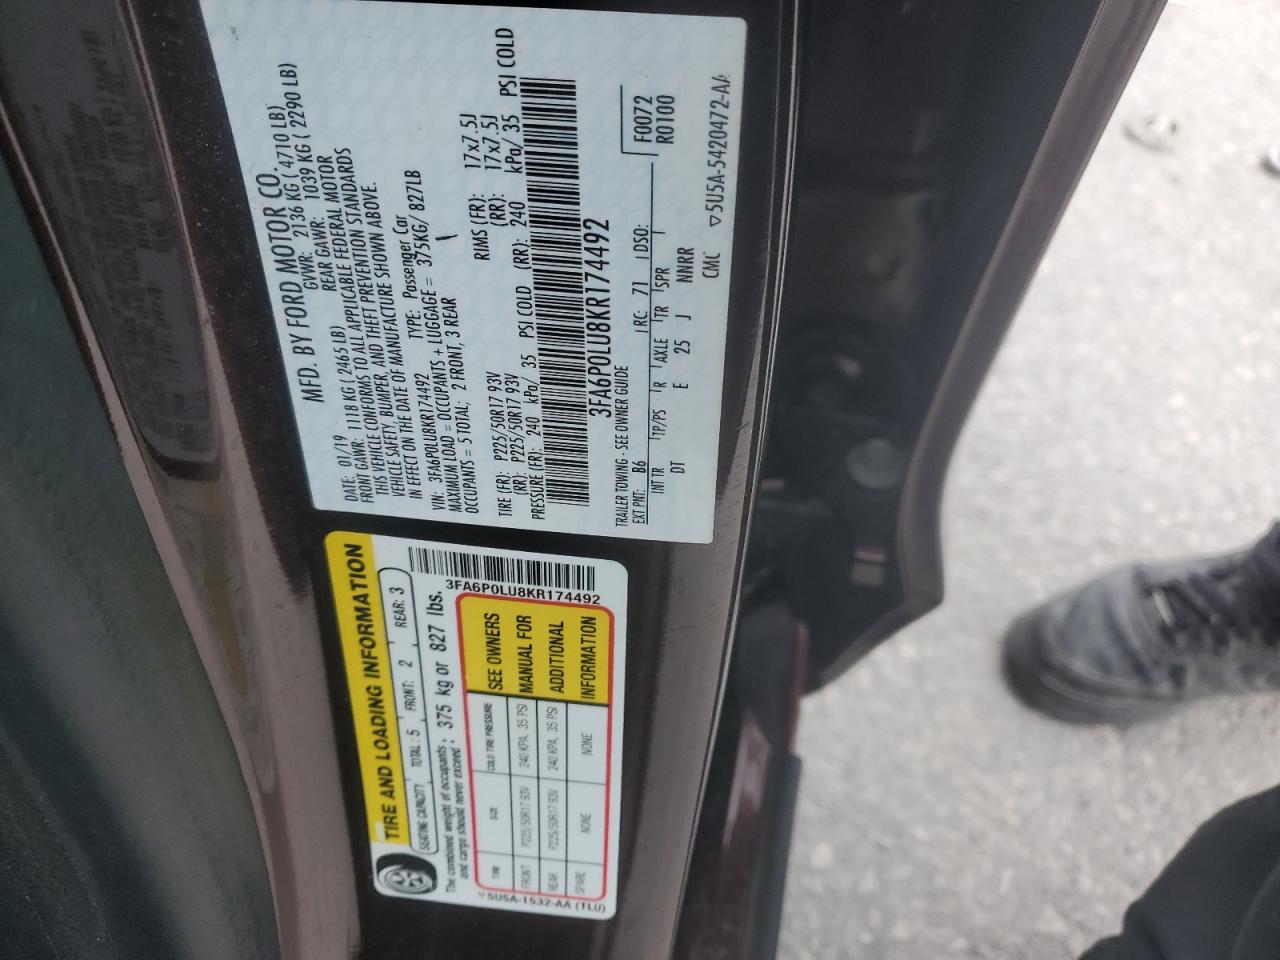 MFD. BY FORD MOTOR CO.
DATE: 01/19 GVWR: 2136 KG ( 4710 LB)
FRONT GAWR: 1118 KG ( 2465 LB) REAR GAWR: 1039 KG ( 2290 LB)
THIS VEHICLE CONFORMS TO ALL APPLICABLE FEDERAL MOTOR
VEHICLE SAFETY, BUMPER, AND THEFT PREVENTION STANDARDS
IN EFFECT ON THE DATE OF MANUFACTURE SHOWN ABOVE.
VIN: 3FA6P0LU8KR174492 TYPE: Passenger Car
MAXIMUM LOAD = OCCUPANTS + LUGGAGE = 375KG/ 827LB
OCCUPANTS = 5 TOTAL; 2 FRONT, 3 REAR
TIRE (FR): P225/50R17 93V RIMS (FR): 17x7.5J
(RR): P225/50R17 93V (RR): 17x7.5J
PRESSURE (FR): 240 kPa/ 35 PSI COLD (RR): 240 kPa/ 35 PSI COLD
3FA6P0LU8KR174492
TRAILER TOWING - SEE OWNER GUIDE
F0072
R0100
EXT PNT: B6 RC: 71 DSO:
INT TR TP/PS R AXLE TR SPR
DT E 25 J NNRR
CMC ▽5U5A-5420472-AA
TIRE AND LOADING INFORMATION
SEATING CAPACITY TOTAL: 5 FRONT: 2 REAR: 3
The combined weight of occupants
and cargo should never exceed: 375 kg or 827 lbs.
3FA6P0LU8KR174492
TIRE SIZE COLD TIRE PRESSURE
FRONT P225/50R17 93V 240 KPA, 35 PSI
REAR P225/50R17 93V 240 KPA, 35 PSI
SPARE NONE NONE
SEE OWNERS
MANUAL FOR
ADDITIONAL
INFORMATION
▽5U5A-1532-AA (TLU)